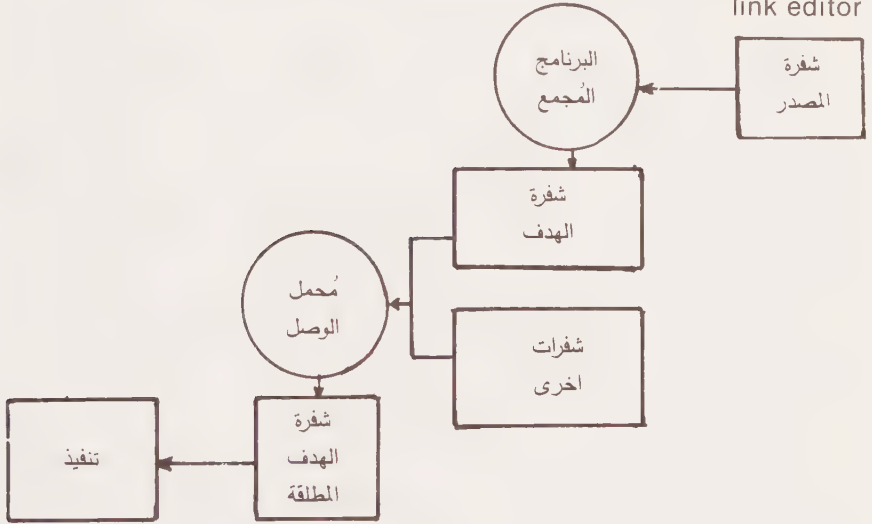 link editor
شفرة
المصدر
البرنامج
المُجمع
شفرة
الهدف
شفرات
اخرى
مُحمل
الوصل
شفرة
الهدف
المطلقة
تنفيذ